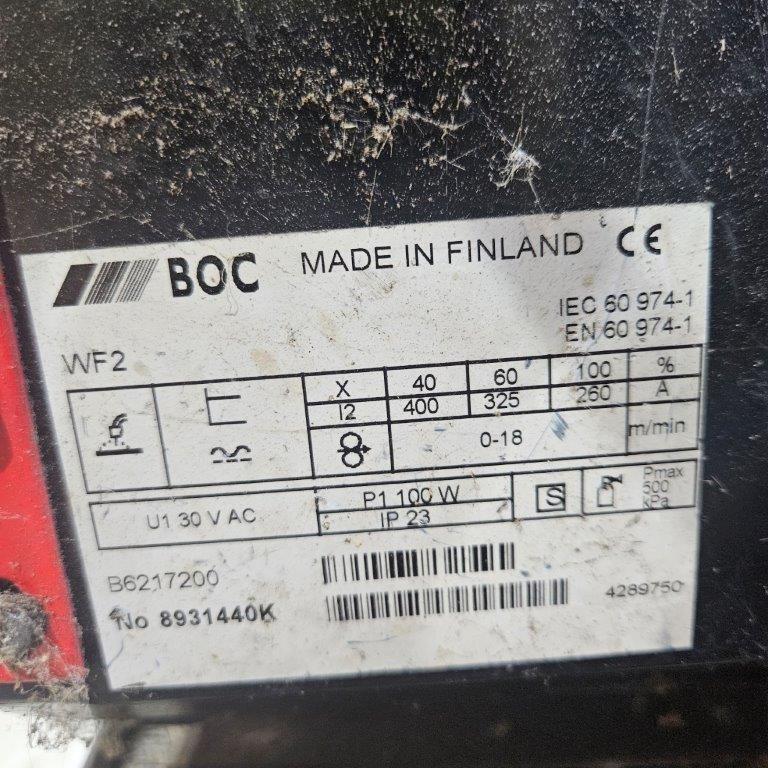 BOC MADE IN FINLAND CE
IEC 60 974-1
EN 60 974-1
WF2
X 40 60 100 %
I2 400 325 260 A
0-18 m/min
U1 30 V AC
P1 100 W
IP 23
S
Pmax
500
kPa
B6217200
No 8931440K
4289750